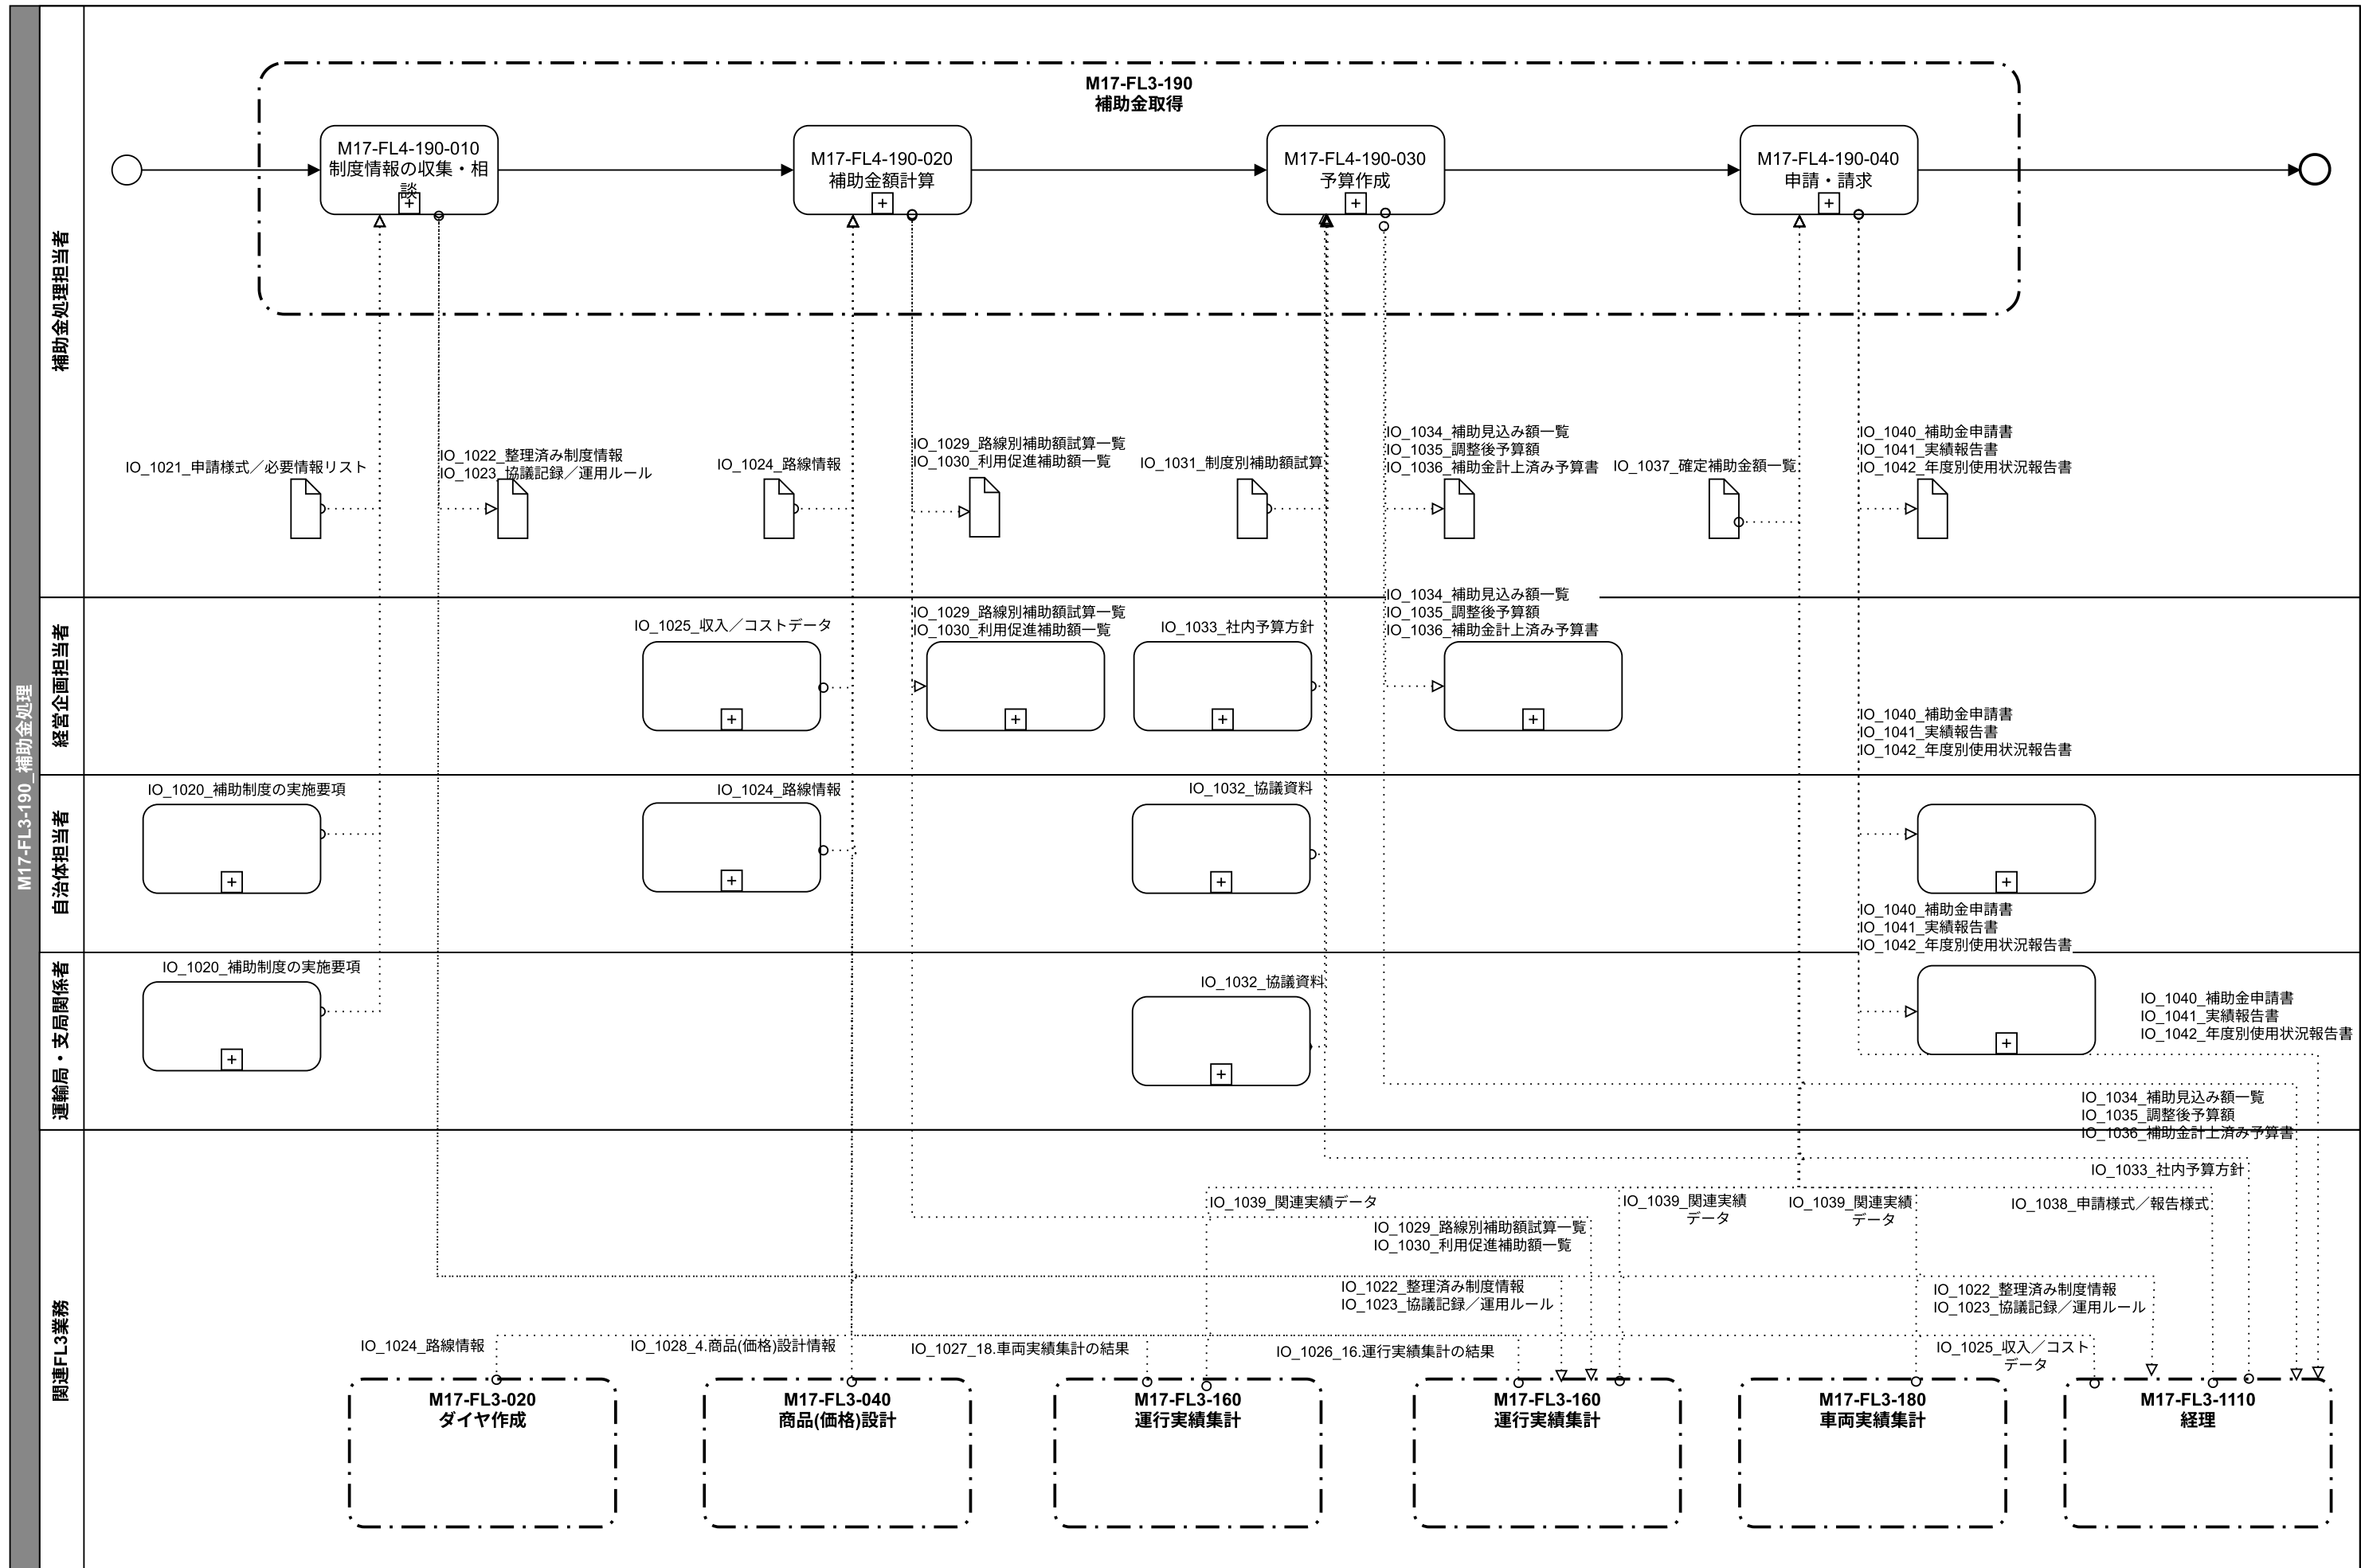 M17-FL3-190_補助金処理
補助金処理担当者
M17-FL3-190
補助金取得
M17-FL4-190-010
制度情報の収集・相
談
M17-FL4-190-020
補助金額計算
M17-FL4-190-030
予算作成
M17-FL4-190-040
申請・請求
IO_1021_申請様式／必要情報リスト
IO_1022_整理済み制度情報
IO_1023_協議記録／運用ルール
IO_1024_路線情報
IO_1029_路線別補助額試算一覧
IO_1030_利用促進補助額一覧
IO_1031_制度別補助額試算
IO_1034_補助見込み額一覧
IO_1035_調整後予算額
IO_1036_補助金計上済み予算書
IO_1037_確定補助金額一覧
IO_1040_補助金申請書
IO_1041_実績報告書
IO_1042_年度別使用状況報告書
経営企画担当者
IO_1025_収入／コストデータ
IO_1029_路線別補助額試算一覧
IO_1030_利用促進補助額一覧
IO_1033_社内予算方針
IO_1034_補助見込み額一覧
IO_1035_調整後予算額
IO_1036_補助金計上済み予算書
IO_1040_補助金申請書
IO_1041_実績報告書
IO_1042_年度別使用状況報告書
自治体担当者
IO_1020_補助制度の実施要項
IO_1024_路線情報
IO_1032_協議資料
IO_1040_補助金申請書
IO_1041_実績報告書
IO_1042_年度別使用状況報告書
運輸局・支局関係者
IO_1020_補助制度の実施要項
IO_1032_協議資料
IO_1040_補助金申請書
IO_1041_実績報告書
IO_1042_年度別使用状況報告書
IO_1034_補助見込み額一覧
IO_1035_調整後予算額
IO_1036_補助金計上済み予算書
関連FL3業務
IO_1033_社内予算方針
IO_1039_関連実績データ
IO_1039_関連実績
データ
IO_1039_関連実績
データ
IO_1038_申請様式／報告様式
IO_1029_路線別補助額試算一覧
IO_1030_利用促進補助額一覧
IO_1022_整理済み制度情報
IO_1023_協議記録／運用ルール
IO_1022_整理済み制度情報
IO_1023_協議記録／運用ルール
IO_1024_路線情報
IO_1028_4.商品(価格)設計情報
IO_1027_18.車両実績集計の結果
IO_1026_16.運行実績集計の結果
IO_1025_収入／コスト
データ
M17-FL3-020
ダイヤ作成
M17-FL3-040
商品(価格)設計
M17-FL3-160
運行実績集計
M17-FL3-160
運行実績集計
M17-FL3-180
車両実績集計
M17-FL3-1110
経理